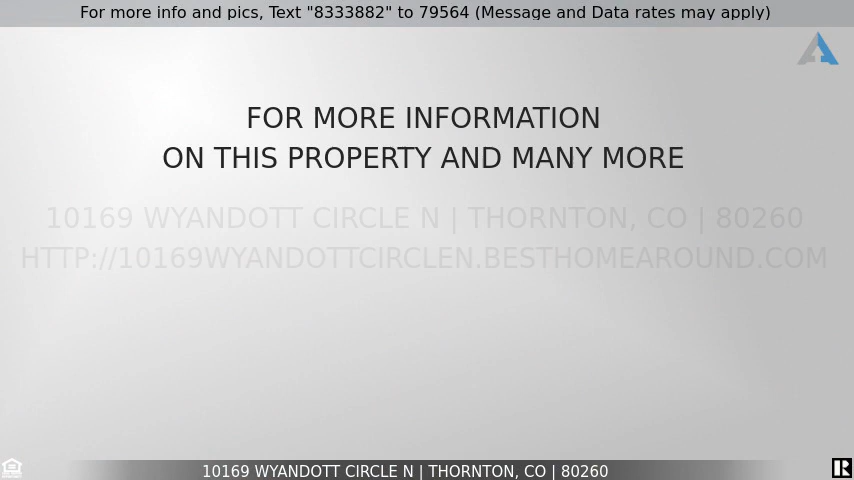 For more info and pics, Text "8333882" to 79564 (Message and Data rates may apply)
FOR MORE INFORMATION
ON THIS PROPERTY AND MANY MORE
10169 WYANDOTT CIRCLE N | THORNTON, CO | 80260
HTTP://10169WYANDOTTCIRCLEN.BESTHOMEAROUND.COM
10169 WYANDOTT CIRCLE N | THORNTON, CO | 80260